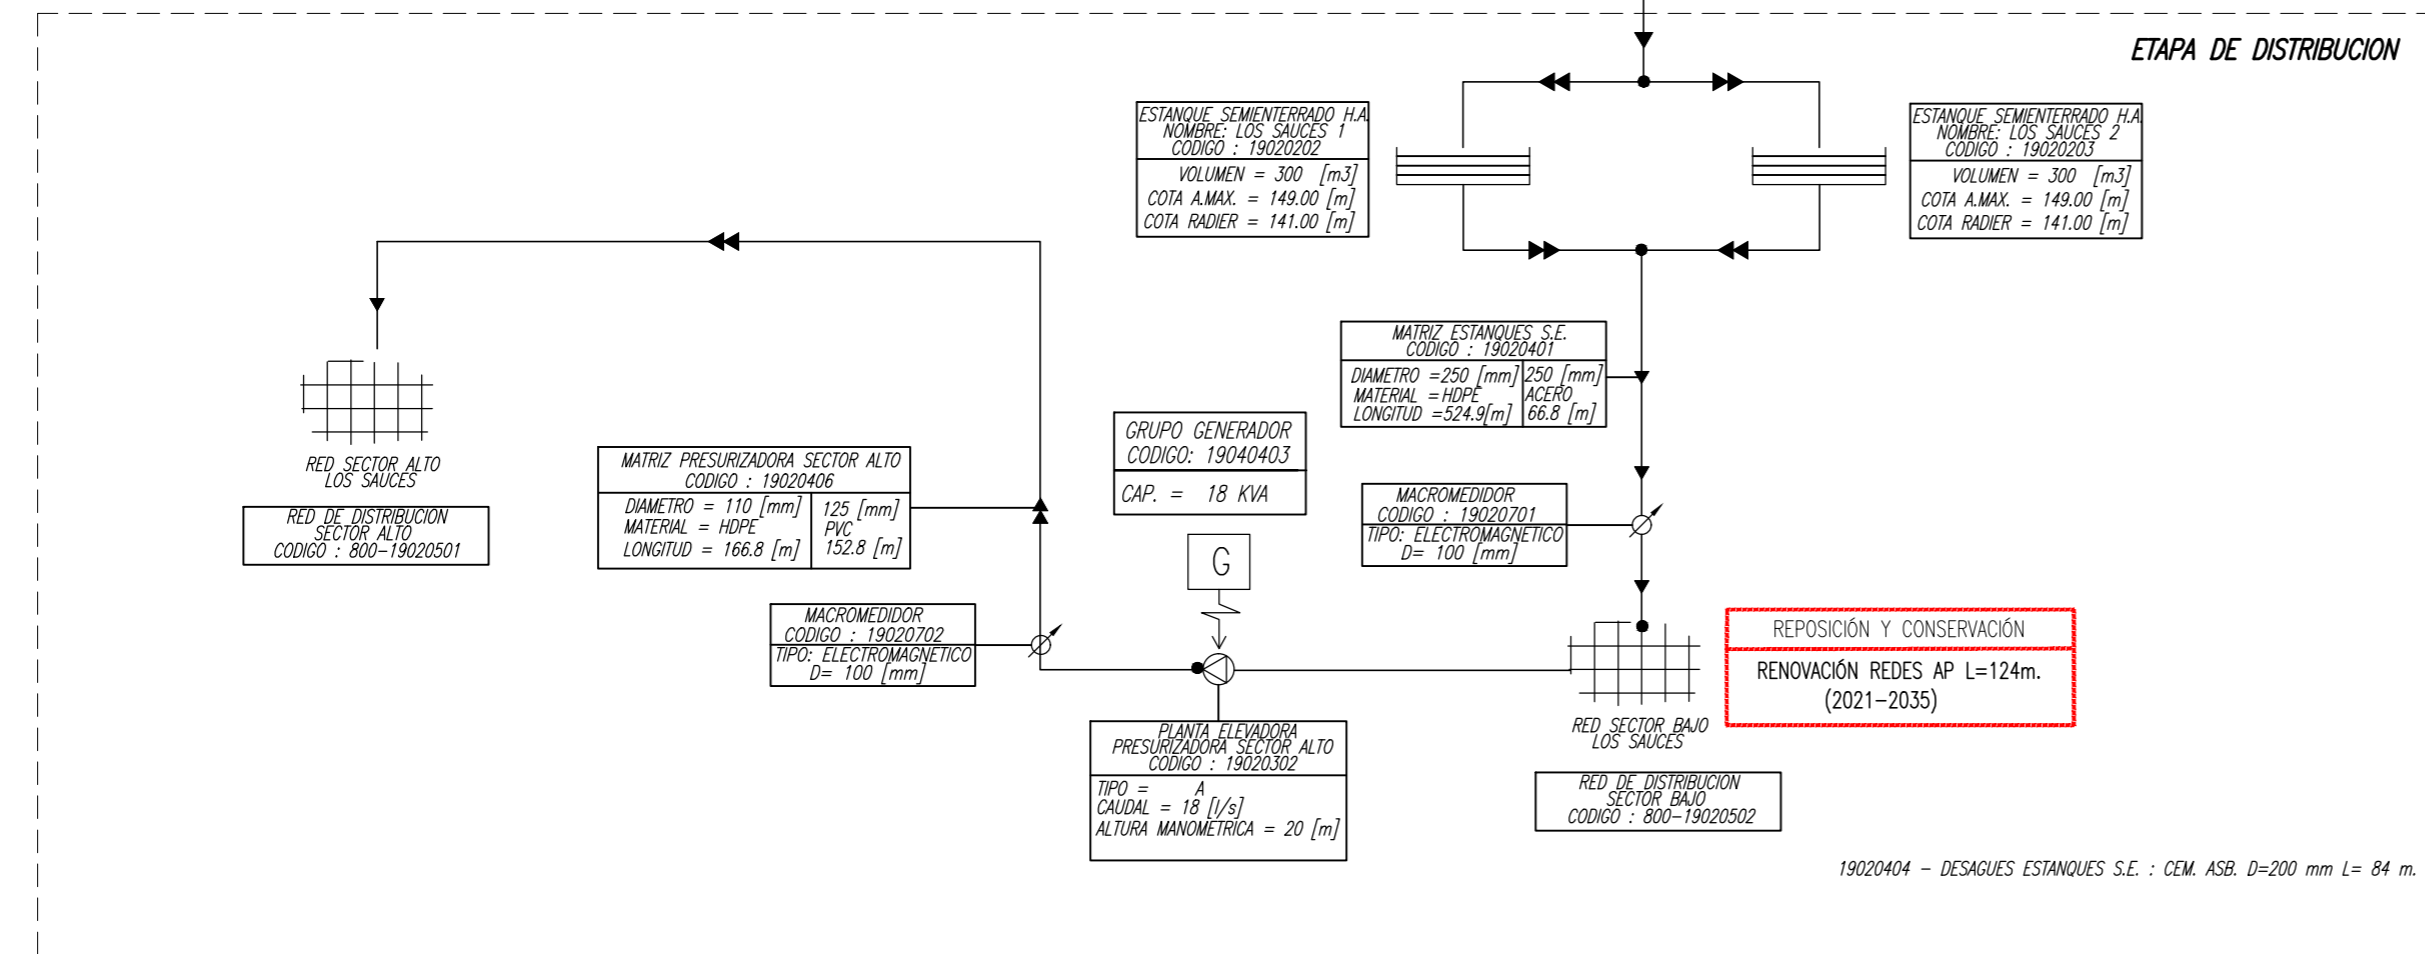 ETAPA DE DISTRIBUCION
ESTANQUE SEMIENTERRADO H.A.
NOMBRE: LOS SAUCES 1
CODIGO : 19020202
VOLUMEN = 300 [m3]
COTA A.MAX. = 149.00 [m]
COTA RADIER = 141.00 [m]
ESTANQUE SEMIENTERRADO H.A.
NOMBRE: LOS SAUCES 2
CODIGO : 19020203
VOLUMEN = 300 [m3]
COTA A.MAX. = 149.00 [m]
COTA RADIER = 141.00 [m]
MATRIZ ESTANQUES S.E.
CODIGO : 19020401
DIAMETRO =250 [mm] 250 [mm]
MATERIAL =HDPE ACERO
LONGITUD =524.9[m] 66.8 [m]
GRUPO GENERADOR
CODIGO: 19040403
CAP. = 18 KVA
G
RED SECTOR ALTO
LOS SAUCES
RED DE DISTRIBUCION
SECTOR ALTO
CODIGO : 800-19020501
MATRIZ PRESURIZADORA SECTOR ALTO
CODIGO : 19020406
DIAMETRO = 110 [mm] 125 [mm]
MATERIAL = HDPE PVC
LONGITUD = 166.8 [m] 152.8 [m]
MACROMEDIDOR
CODIGO : 19020701
TIPO: ELECTROMAGNETICO
D= 100 [mm]
MACROMEDIDOR
CODIGO : 19020702
TIPO: ELECTROMAGNETICO
D= 100 [mm]
REPOSICIÓN Y CONSERVACIÓN
RENOVACIÓN REDES AP L=124m.
(2021-2035)
PLANTA ELEVADORA
PRESURIZADORA SECTOR ALTO
CODIGO : 19020302
TIPO = A
CAUDAL = 18 [l/s]
ALTURA MANOMETRICA = 20 [m]
RED SECTOR BAJO
LOS SAUCES
RED DE DISTRIBUCION
SECTOR BAJO
CODIGO : 800-19020502
19020404 - DESAGUES ESTANQUES S.E. : CEM. ASB. D=200 mm L= 84 m.